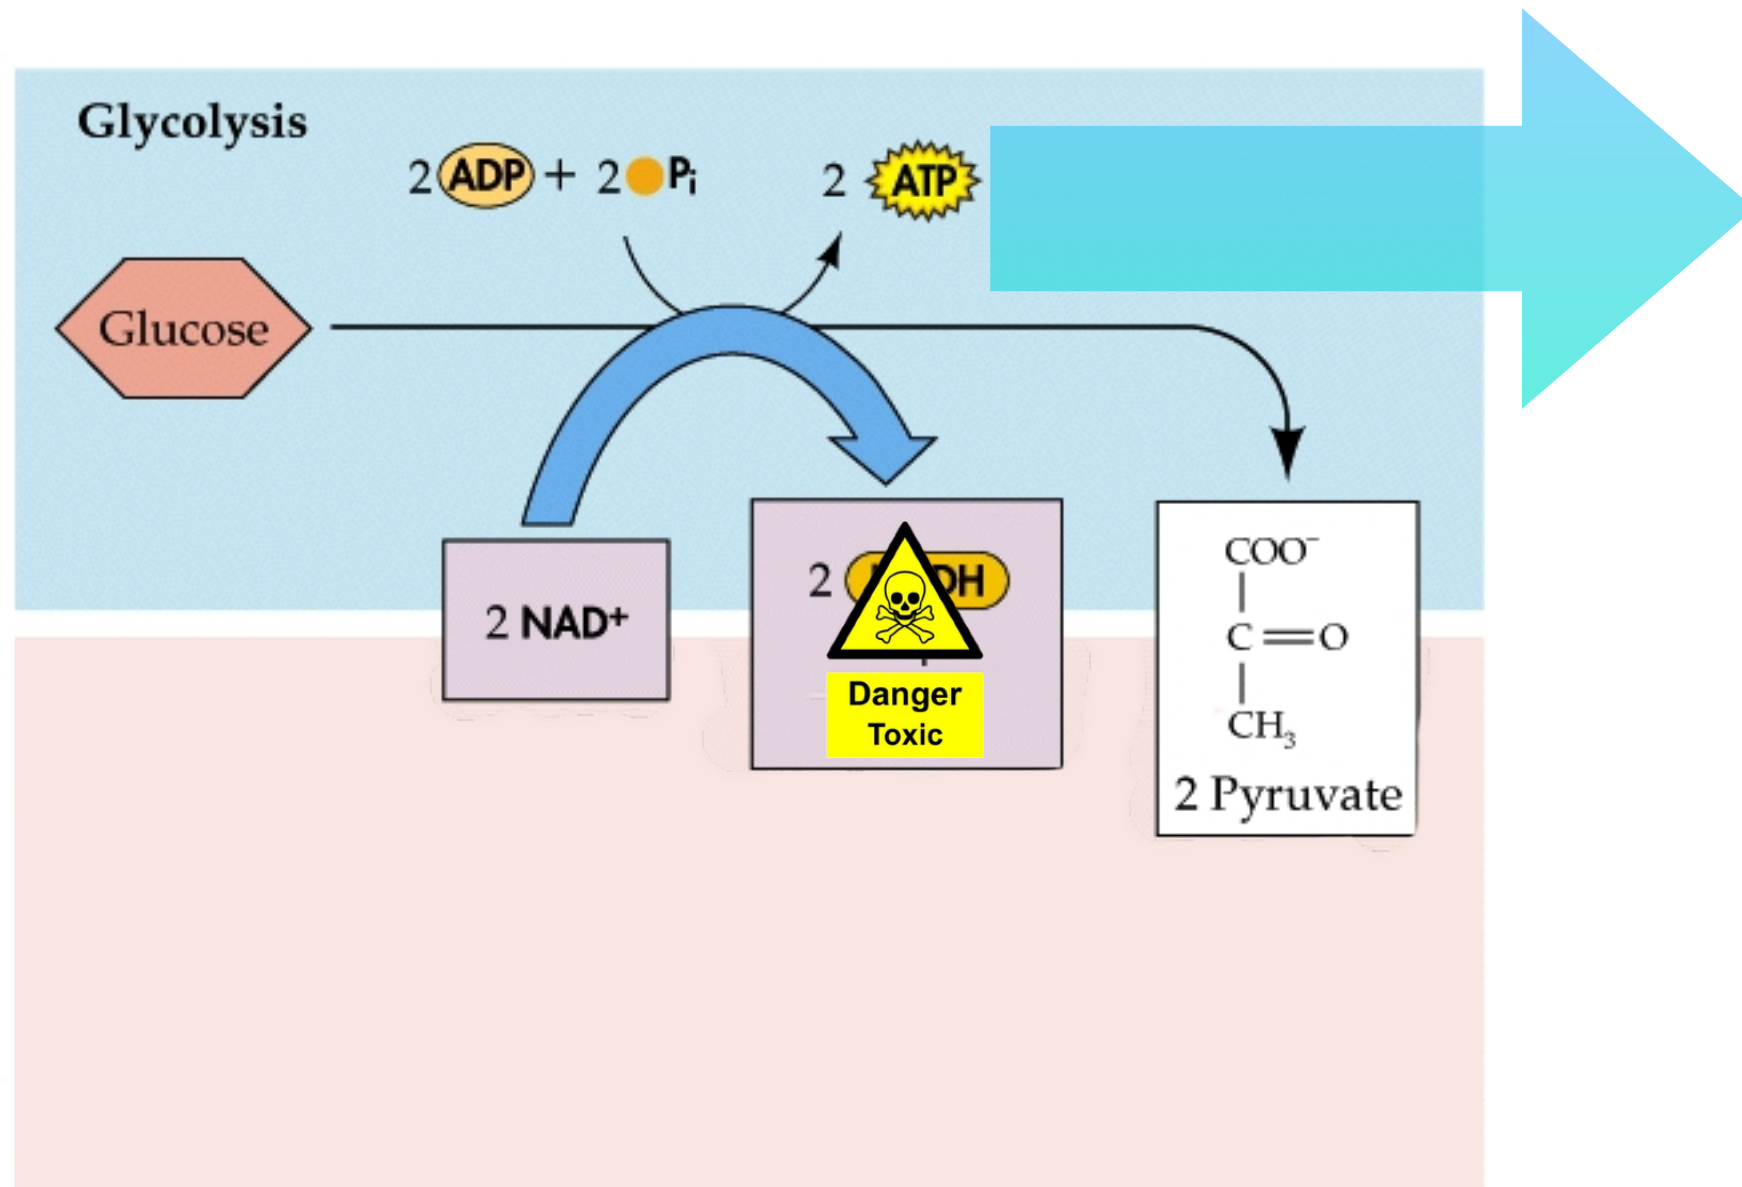 Glycolysis
2 ADP + 2 Pi
2 ATP
Glucose
2 NAD+
2 DH
Danger
Toxic
COO−
C=O
CH3
2 Pyruvate